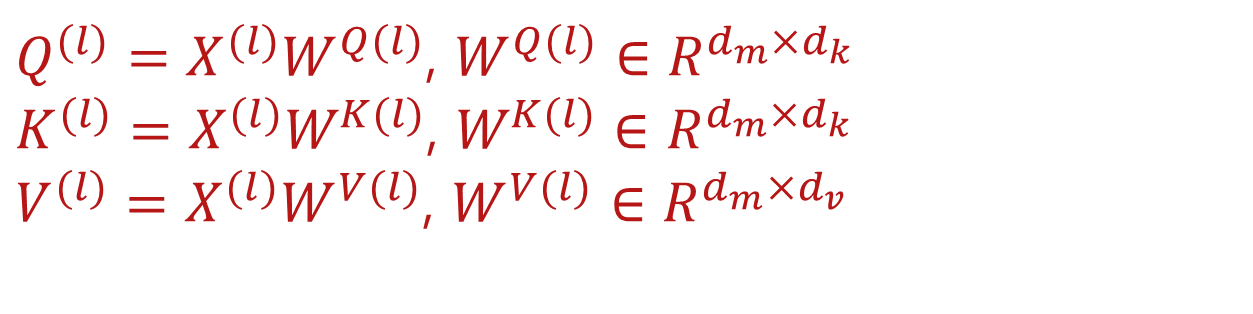 Q^{(l)} = X^{(l)}W^{Q(l)}, W^{Q(l)} ∈ R^{d_m×d_k}
K^{(l)} = X^{(l)}W^{K(l)}, W^{K(l)} ∈ R^{d_m×d_k}
V^{(l)} = X^{(l)}W^{V(l)}, W^{V(l)} ∈ R^{d_m×d_v}